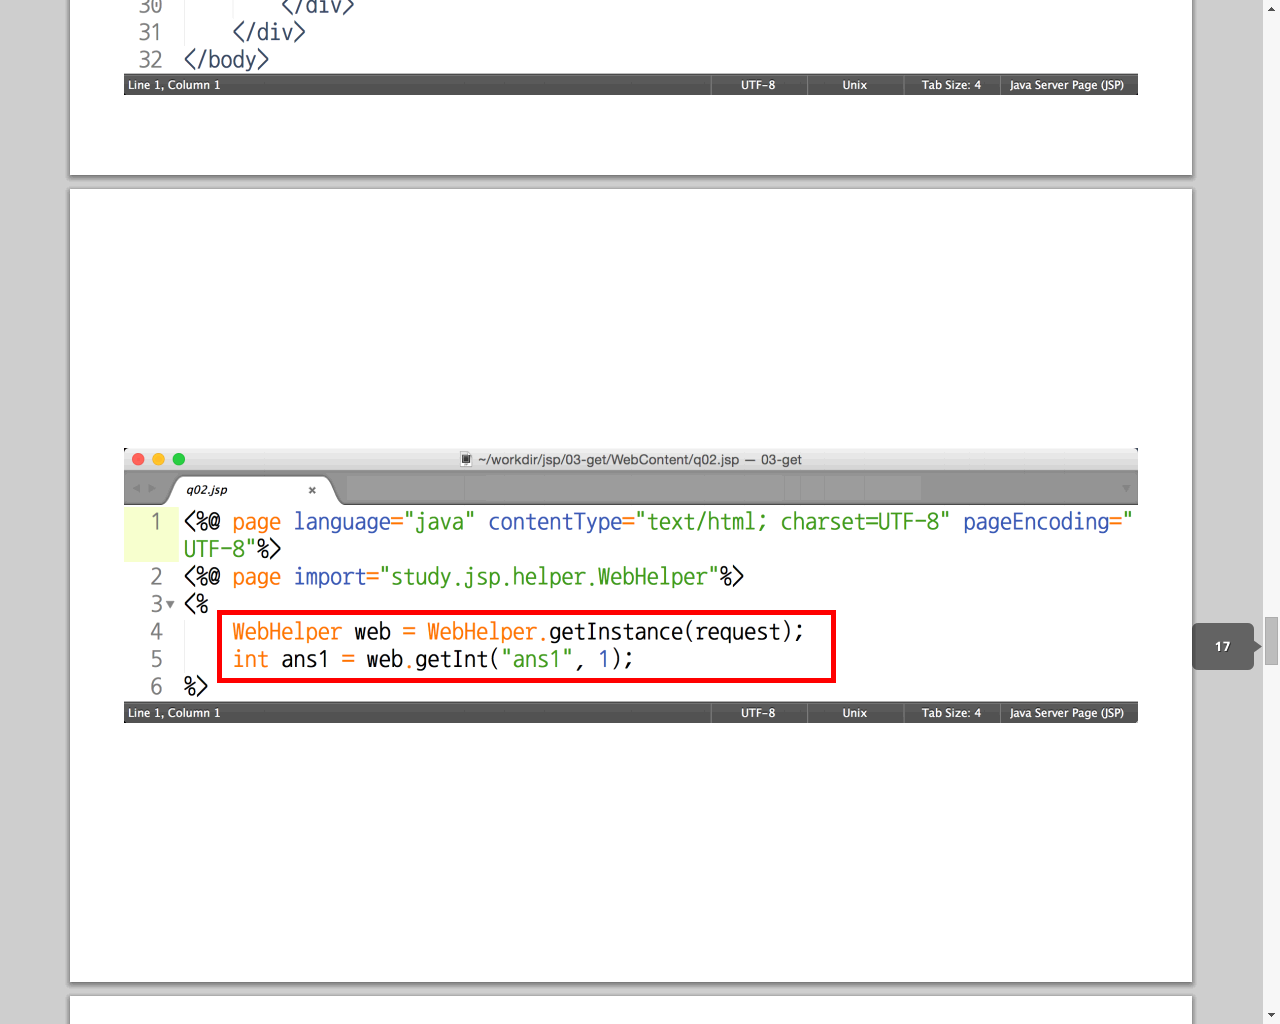 30 </div>
31 </div>
32 </body>
Line 1, Column 1 UTF-8 Unix Tab Size: 4 Java Server Page (JSP)
~/workdir/jsp/03-get/WebContent/q02.jsp — 03-get
q02.jsp
1 <%@ page language="java" contentType="text/html; charset=UTF-8" pageEncoding="
UTF-8"%>
2 <%@ page import="study.jsp.helper.WebHelper"%>
3 <%
4 WebHelper web = WebHelper.getInstance(request);
5 int ans1 = web.getInt("ans1", 1);
17
6 %>
Line 1, Column 1 UTF-8 Unix Tab Size: 4 Java Server Page (JSP)